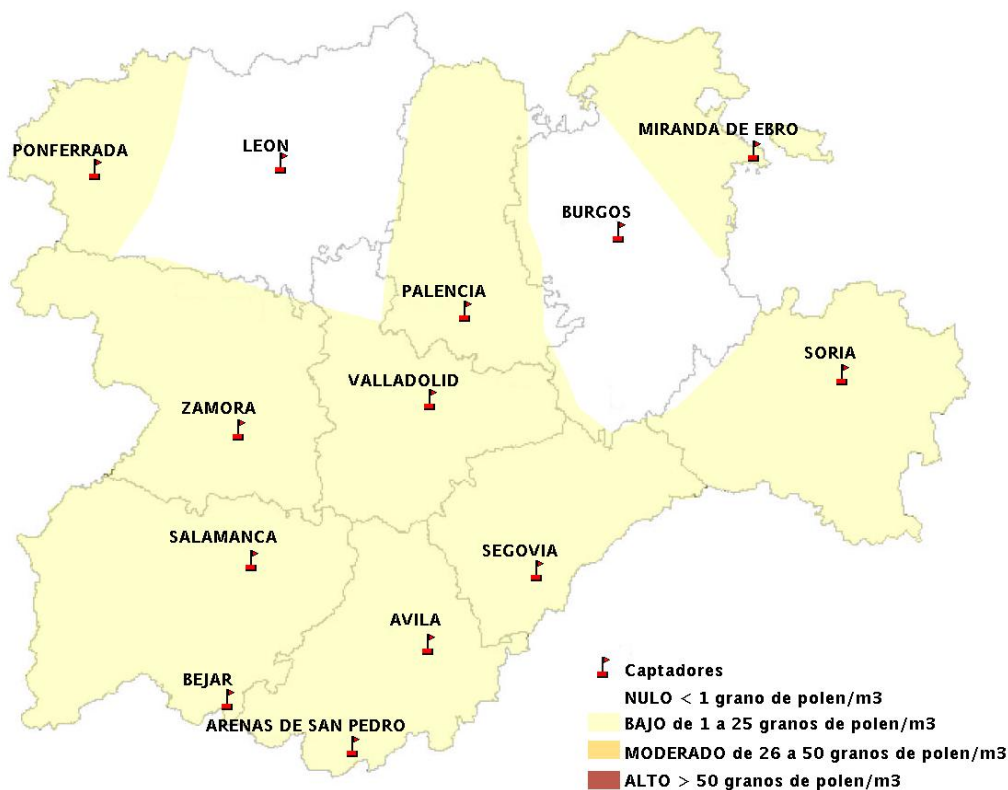 MIRANDA DE EBRO
LEON
PONFERRADA
BURGOS
PALENCIA
SORIA
VALLADOLID
ZAMORA
SALAMANCA
SEGOVIA
AVILA
BEJAR
ARENAS DE SAN PEDRO
Captadores
NULO < 1 grano de polen/m3
BAJO de 1 a 25 granos de polen/m3
MODERADO de 26 a 50 granos de polen/m3
ALTO > 50 granos de polen/m3